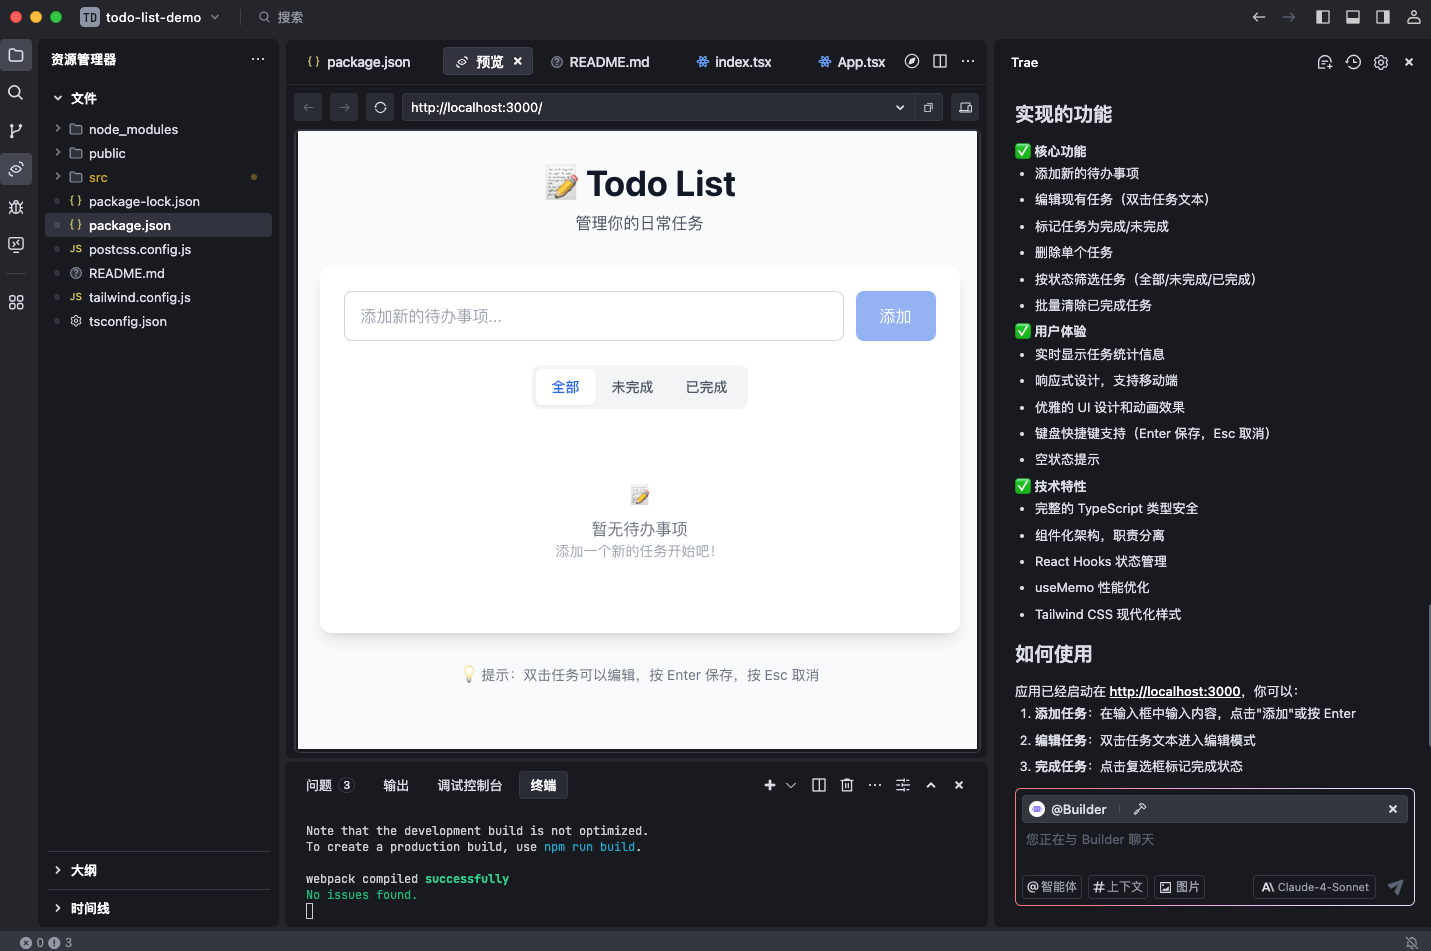 TD todo-list-demo
搜索
资源管理器
文件
node_modules
public
src
{ } package-lock.json
{ } package.json
JS postcss.config.js
README.md
JS tailwind.config.js
tsconfig.json
大纲
时间线
{ } package.json
预览
README.md
index.tsx
App.tsx
http://localhost:3000/
Todo List
管理你的日常任务
添加新的待办事项...
添加
全部
未完成
已完成
暂无待办事项
添加一个新的任务开始吧！
提示：双击任务可以编辑，按 Enter 保存，按 Esc 取消
问题 3
输出
调试控制台
终端
Note that the development build is not optimized.
To create a production build, use npm run build.
webpack compiled successfully
No issues found.
Trae
实现的功能
✅ 核心功能
• 添加新的待办事项
• 编辑现有任务（双击任务文本）
• 标记任务为完成/未完成
• 删除单个任务
• 按状态筛选任务（全部/未完成/已完成）
• 批量清除已完成任务
✅ 用户体验
• 实时显示任务统计信息
• 响应式设计，支持移动端
• 优雅的 UI 设计和动画效果
• 键盘快捷键支持（Enter 保存，Esc 取消）
• 空状态提示
✅ 技术特性
• 完整的 TypeScript 类型安全
• 组件化架构，职责分离
• React Hooks 状态管理
• useMemo 性能优化
• Tailwind CSS 现代化样式
如何使用
应用已经启动在 http://localhost:3000，你可以：
1. 添加任务：在输入框中输入内容，点击"添加"或按 Enter
2. 编辑任务：双击任务文本进入编辑模式
3. 完成任务：点击复选框标记完成状态
@Builder
您正在与 Builder 聊天
@智能体
#上下文
图片
Claude-4-Sonnet
0
3